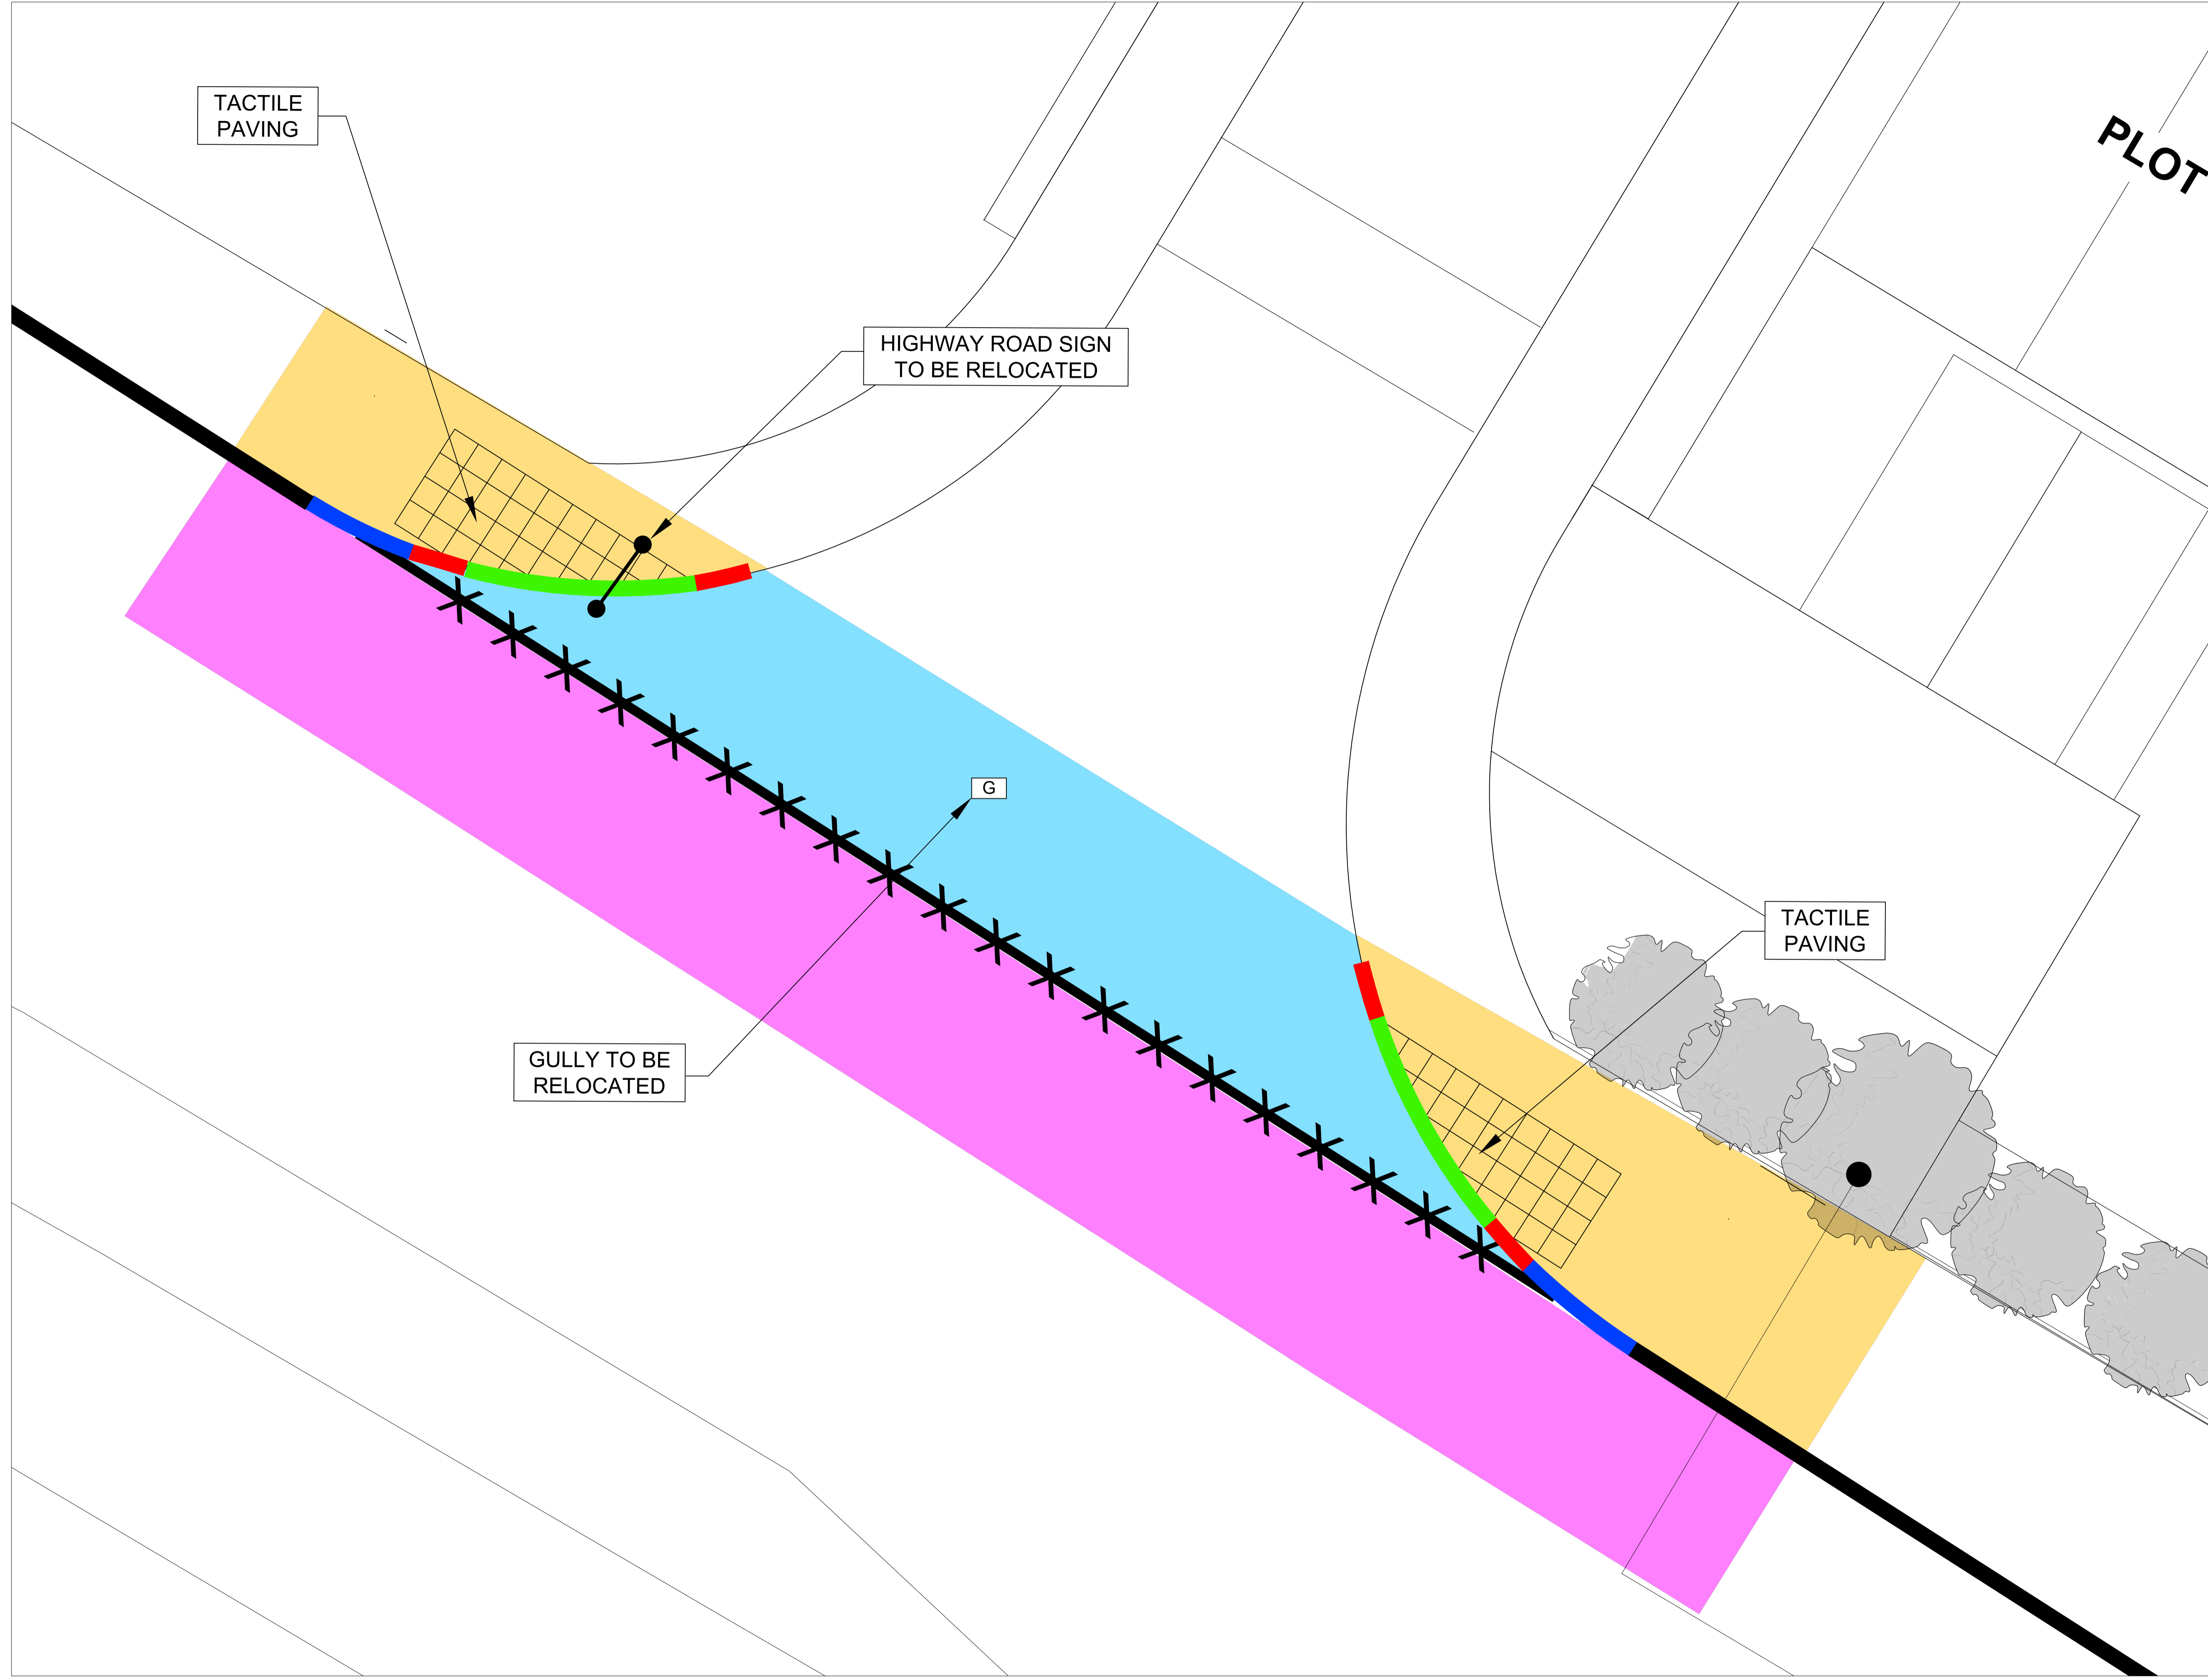 TACTILE
PAVING
PLOT
HIGHWAY ROAD SIGN
TO BE RELOCATED
G
TACTILE
PAVING
GULLY TO BE
RELOCATED